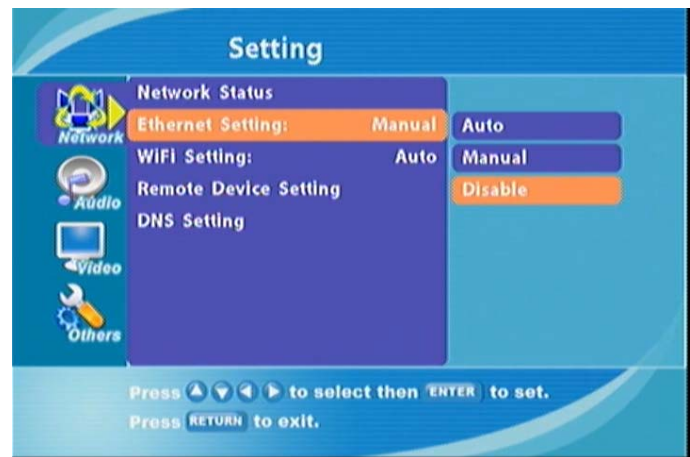 Setting
Network
Network Status
Ethernet Setting: Manual
Auto
WiFi Setting: Auto
Manual
Remote Device Setting
Disable
DNS Setting
Audio
Video
Others
Press to select then ENTER to set.
Press RETURN to exit.